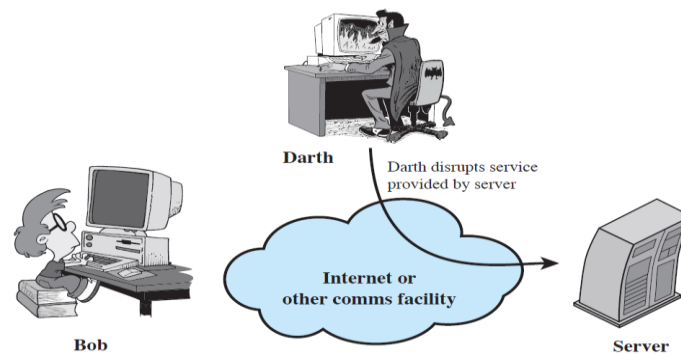 Darth
Darth disrupts service
provided by server
Internet or
other comms facility
Bob
Server